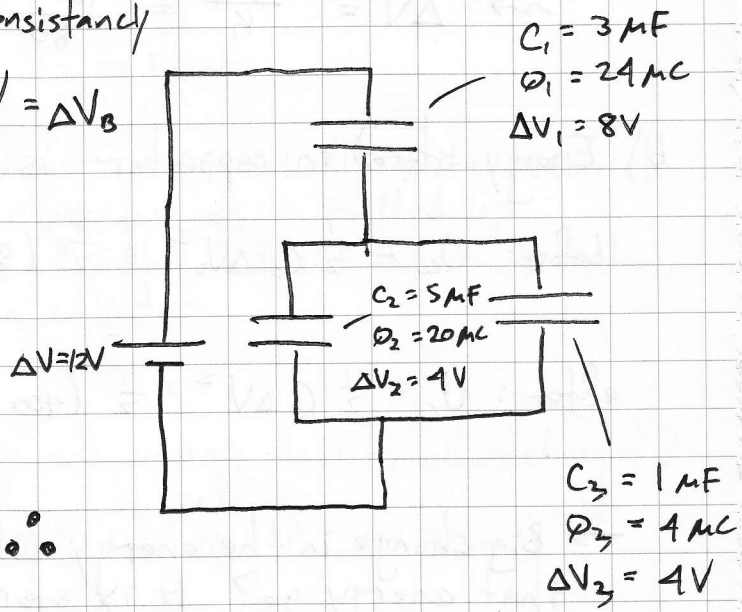 onsistancy
V = ΔV_B
C₁ = 3 μF
Q₁ = 24 μC
ΔV₁ = 8V
C₂ = 5 μF
Q₂ = 20 μC
ΔV₂ = 4V
ΔV = 12V
C₃ = 1 μF
Q₃ = 4 μC
ΔV₃ = 4V